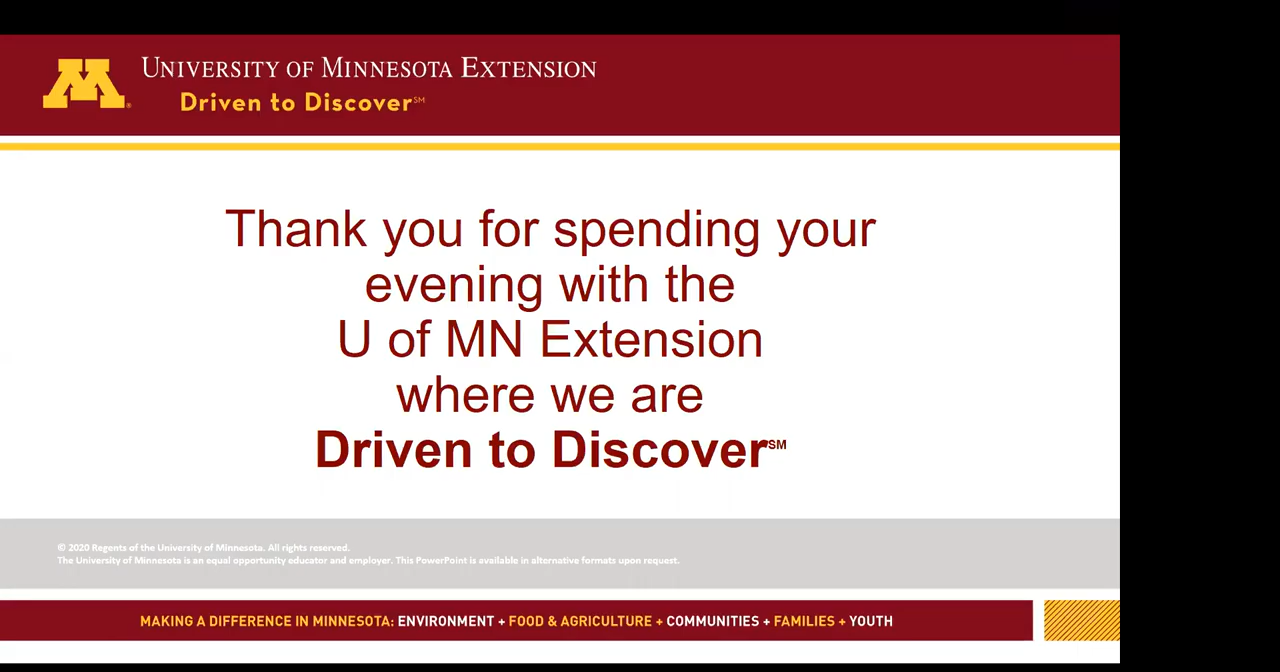 M®
UNIVERSITY OF MINNESOTA EXTENSION
Driven to Discover℠
Thank you for spending your
evening with the
U of MN Extension
where we are
Driven to Discover℠
© 2020 Regents of the University of Minnesota. All rights reserved.
The University of Minnesota is an equal opportunity educator and employer. This PowerPoint is available in alternative formats upon request.
MAKING A DIFFERENCE IN MINNESOTA: ENVIRONMENT + FOOD & AGRICULTURE + COMMUNITIES + FAMILIES + YOUTH